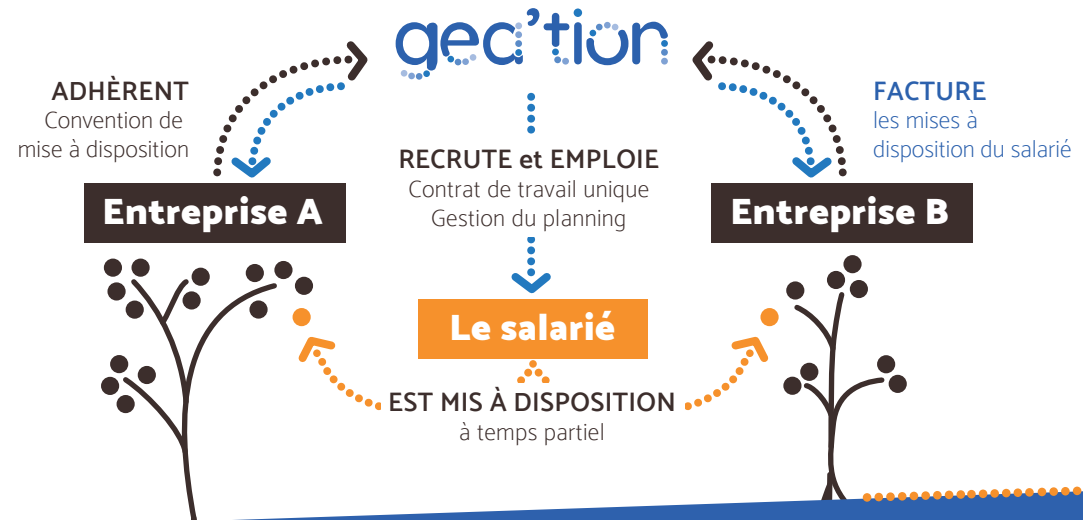 gea'tion
ADHÈRENT
Convention de
mise à disposition
FACTURE
les mises à
disposition du salarié
RECRUTE et EMPLOIE
Contrat de travail unique
Gestion du planning
Entreprise A
Entreprise B
Le salarié
EST MIS À DISPOSITION
à temps partiel